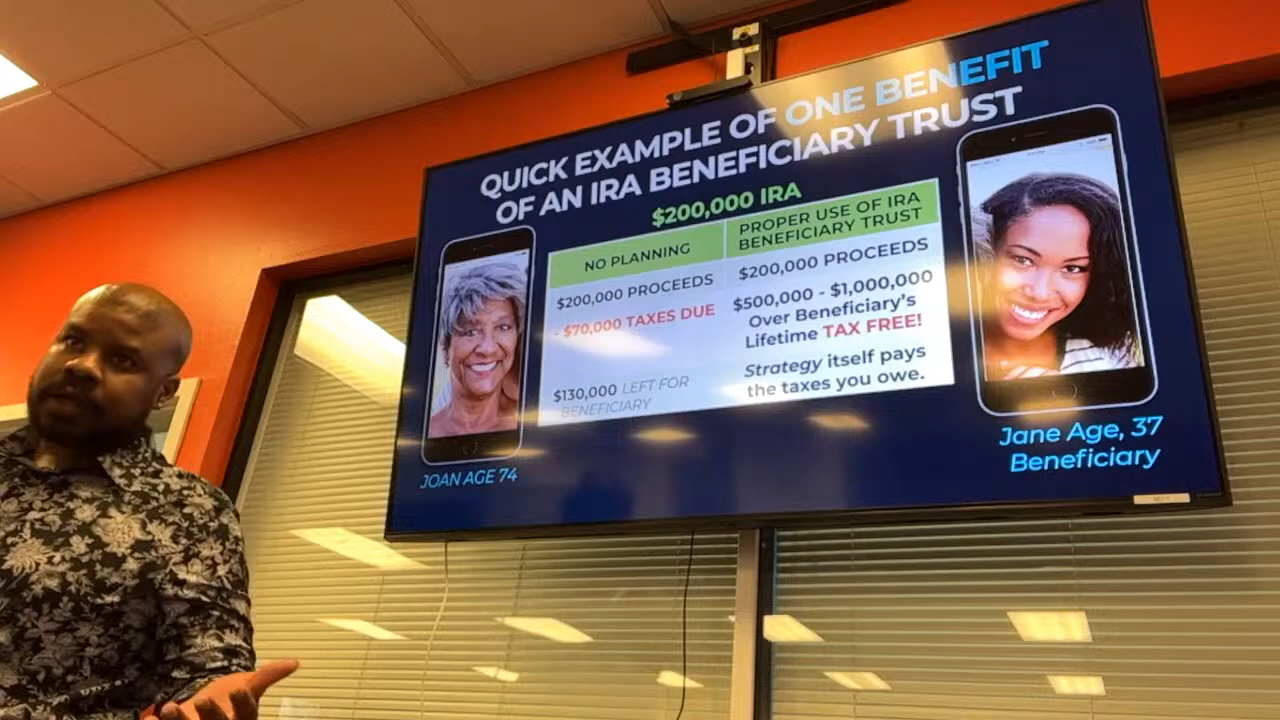 QUICK EXAMPLE OF ONE BENEFIT
OF AN IRA BENEFICIARY TRUST
$200,000 IRA
NO PLANNING
$200,000 PROCEEDS
- $70,000 TAXES DUE
$130,000 LEFT FOR
BENEFICIARY
PROPER USE OF IRA
BENEFICIARY TRUST
$200,000 PROCEEDS
$500,000 - $1,000,000
Over Beneficiary's
Lifetime TAX FREE!
Strategy itself pays
the taxes you owe.
JOAN AGE 74
Jane Age, 37
Beneficiary